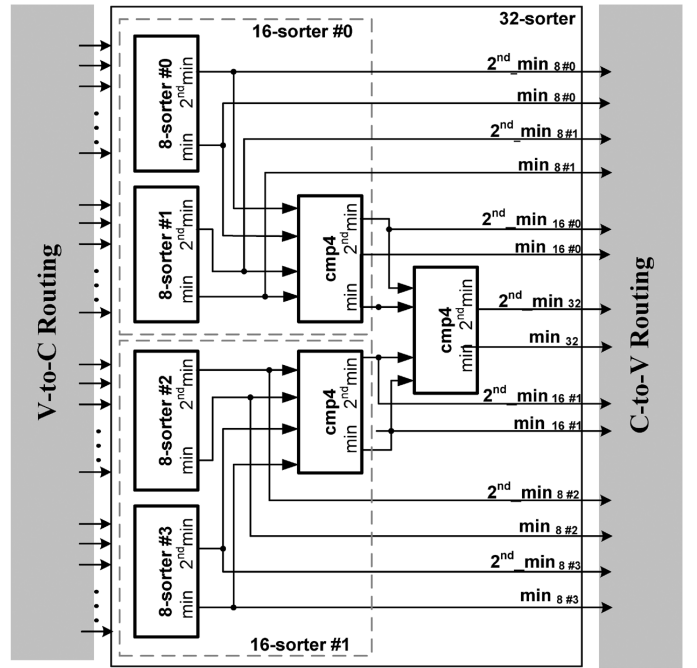 32-sorter
16-sorter #0
8-sorter #0
2nd min
min
8-sorter #1
2nd min
min
cmp4
2nd min
min
8-sorter #2
2nd min
min
8-sorter #3
2nd min
min
cmp4
2nd min
min
16-sorter #1
cmp4
2nd min
min
2nd_min 8 #0
min 8 #0
2nd_min 8 #1
min 8 #1
2nd_min 16 #0
min 16 #0
2nd_min 32
min 32
2nd_min 16 #1
min 16 #1
2nd_min 8 #2
min 8 #2
2nd_min 8 #3
min 8 #3
V-to-C Routing
C-to-V Routing